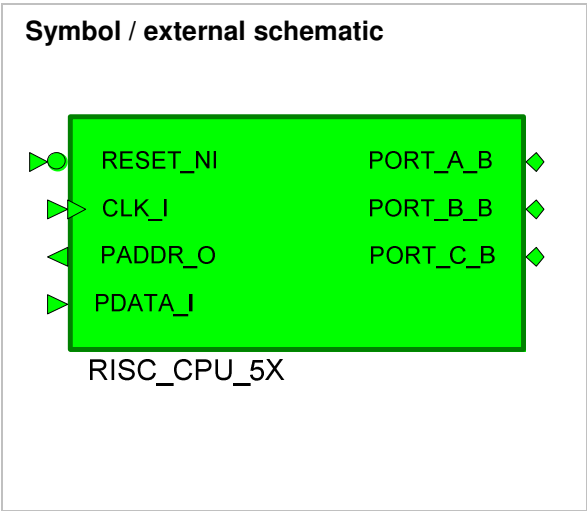 Symbol / external schematic
RESET_NI PORT_A_B
CLK_I PORT_B_B
PADDR_O PORT_C_B
PDATA_I
RISC_CPU_5X